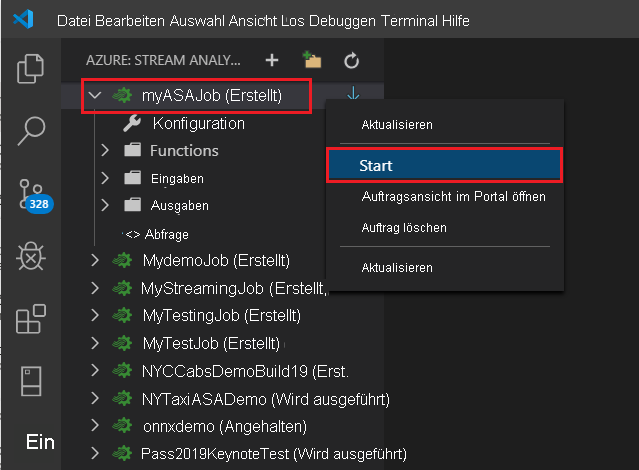 Datei Bearbeiten Auswahl Ansicht Los Debuggen Terminal Hilfe
AZURE: STREAM ANALY...
myASAJob (Erstellt)
Konfiguration
Functions
Eingaben
Ausgaben
<> Abfrage
MydemoJob (Erstellt)
MyStreamingJob (Erstellt,
MyTestingJob (Erstellt)
MyTestJob (Erstellt)
NYCCabsDemoBuild19 (Erst.
NYTaxiASADemo (Wird ausgeführt)
onnxdemo (Angehalten)
Pass2019KeynoteTest (Wird ausgeführt)
Aktualisieren
Start
Auftragsansicht im Portal öffnen
Auftrag löschen
Aktualisieren
328
Ein